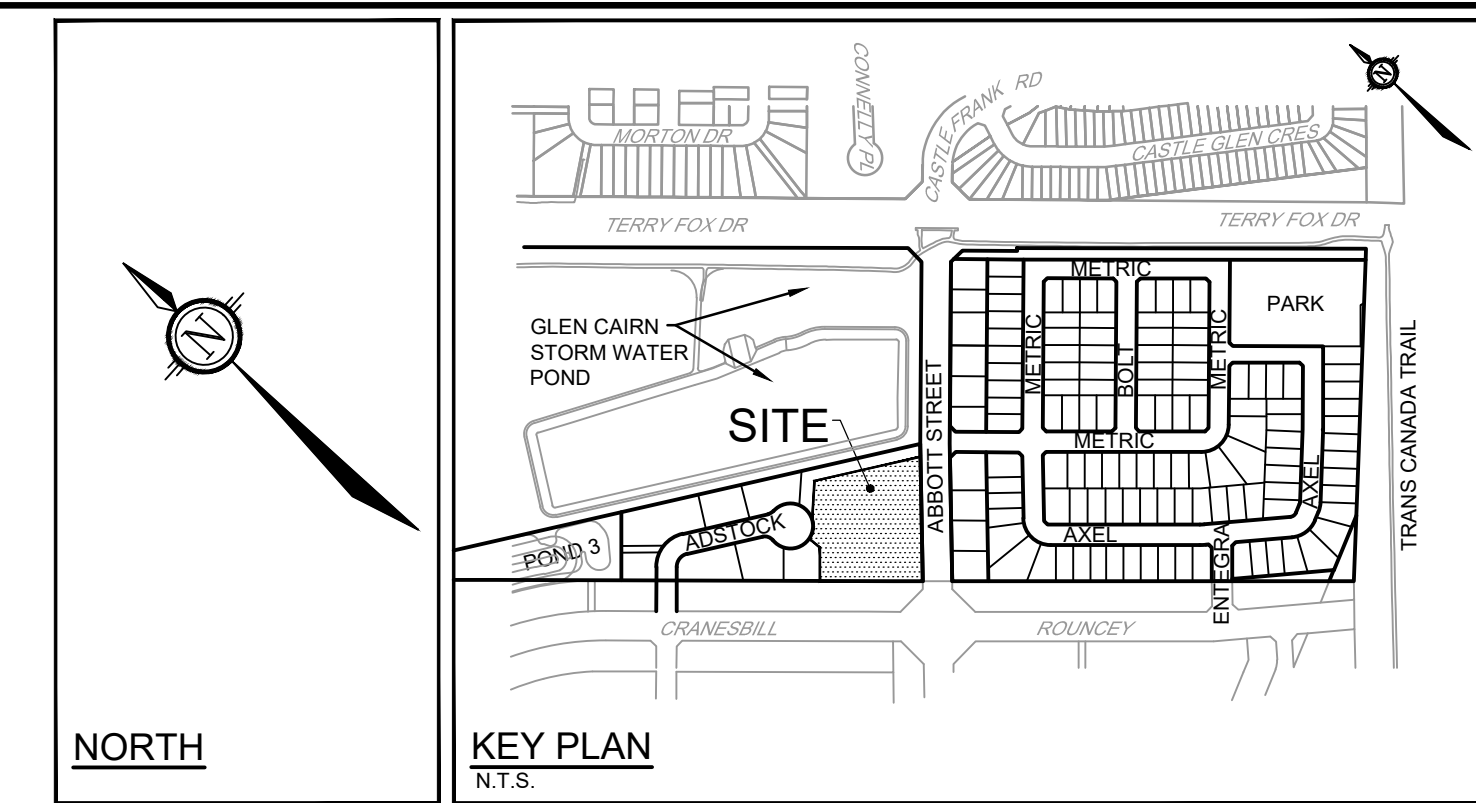 N
NORTH
N
CONNELLY PL
CASTLE FRANK RD
MORTON DR
CASTLE GLEN CRES
TERRY FOX DR
TERRY FOX DR
METRIC
PARK
GLEN CAIRN
STORM WATER
POND
METRIC
BOLT
METRIC
ABBOTT STREET
TRANS CANADA TRAIL
SITE
METRIC
AXEL
ADSTOCK
AXEL
POND 3
ENTEGRA
CRANESBILL
ROUNCEY
KEY PLAN
N.T.S.